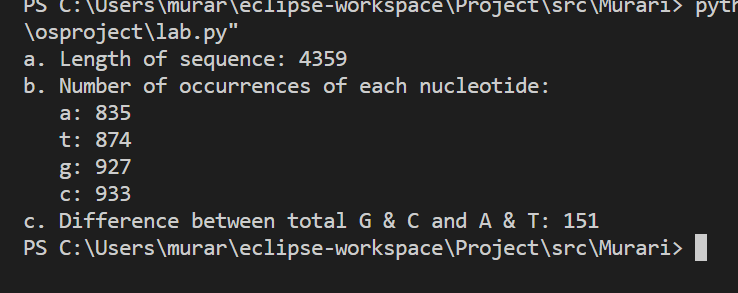 PS C:\Users\murar\eclipse-workspace\Project\src\Murari> pyth
\osproject\lab.py"
a. Length of sequence: 4359
b. Number of occurrences of each nucleotide:
   a: 835
   t: 874
   g: 927
   c: 933
c. Difference between total G & C and A & T: 151
PS C:\Users\murar\eclipse-workspace\Project\src\Murari>